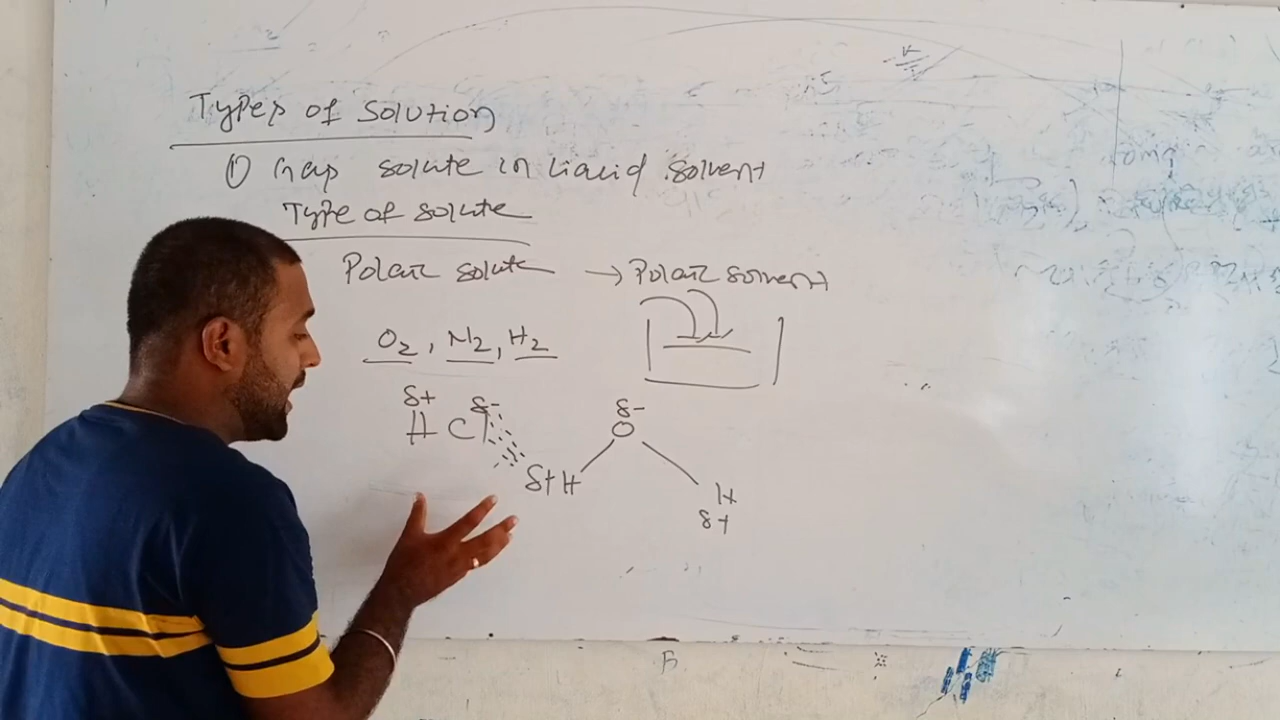 Types of Solution
① Gas solute in Liquid solvent
Type of solute
Polar solute → Polar solvent
O₂, N₂, H₂
δ+ δ- δ-
H Cl O
δ+ H H
δ+